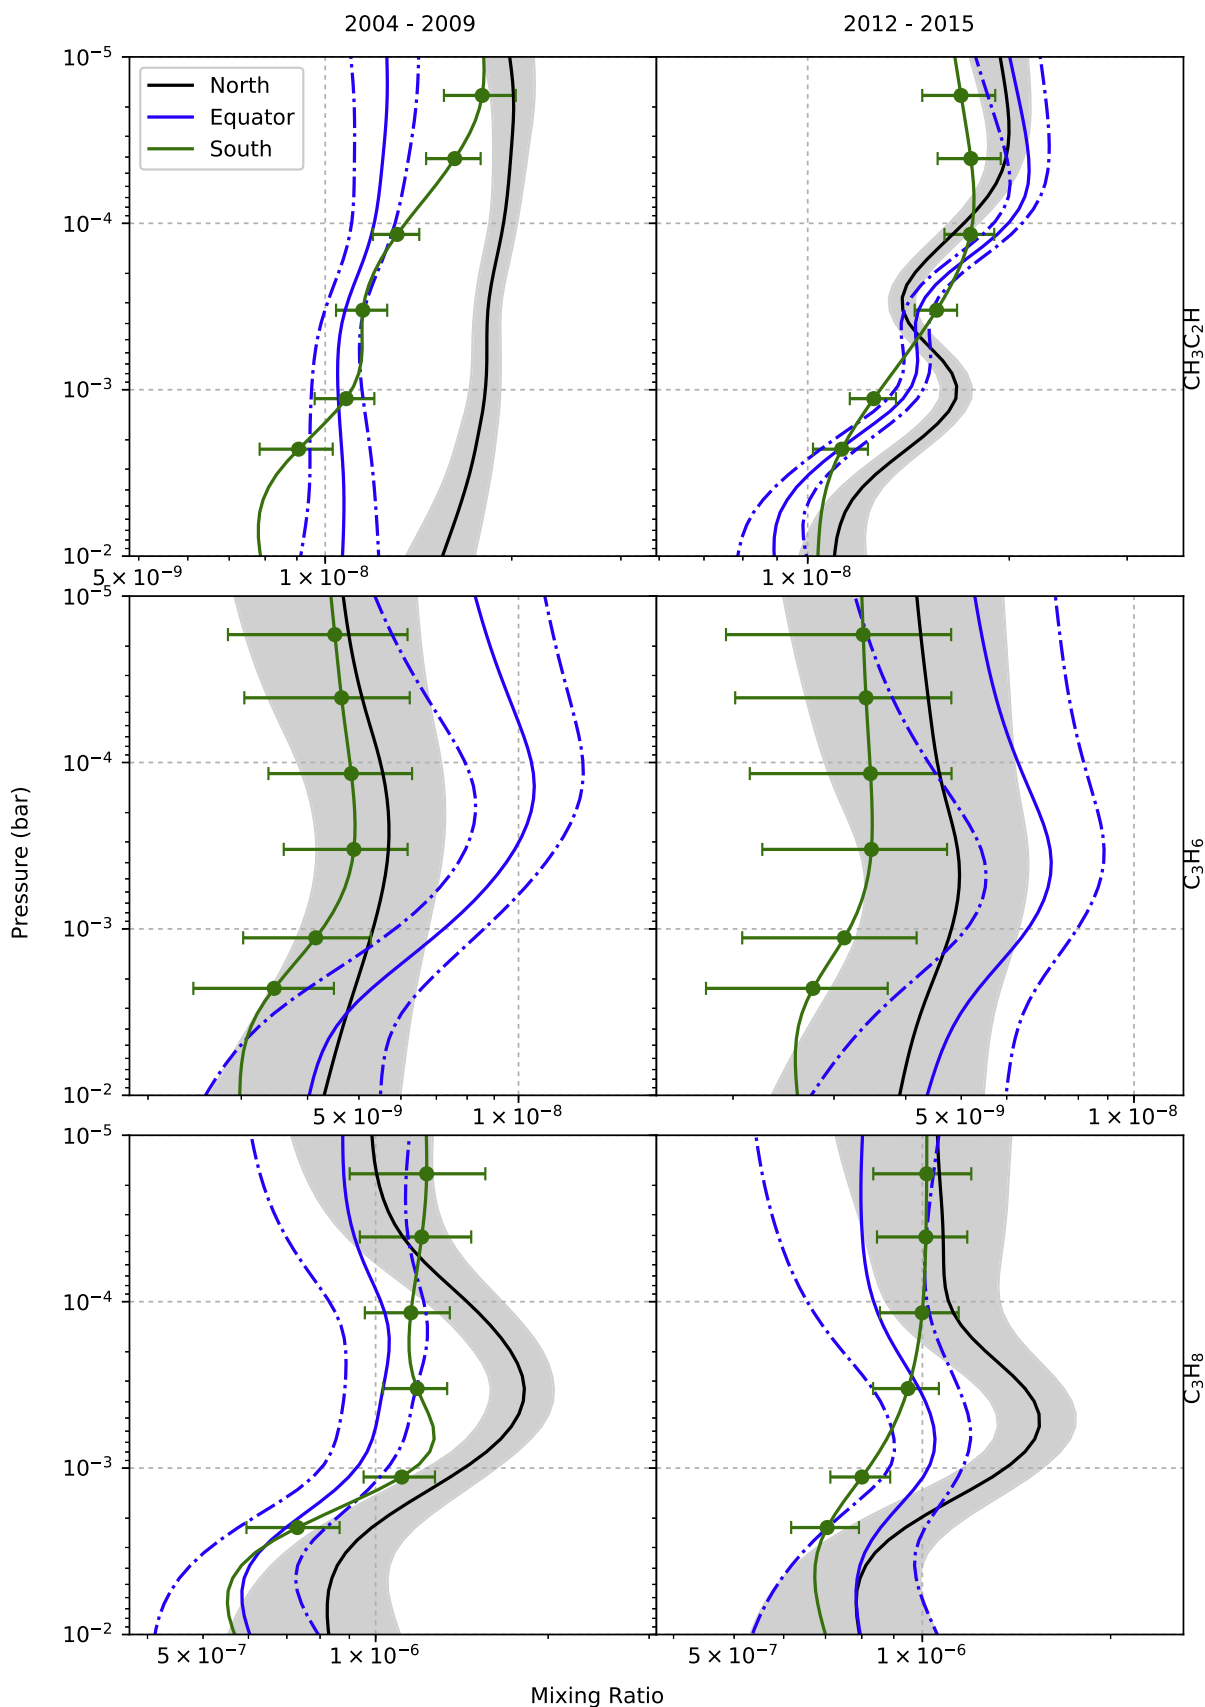 2004 - 2009 2012 - 2015
10⁻⁵
North
Equator
South
10⁻⁴
10⁻³
10⁻²
CH₃C₂H
5 × 10⁻⁹ 1 × 10⁻⁸ 1 × 10⁻⁸
10⁻⁵
10⁻⁴
10⁻³
10⁻²
Pressure (bar)
C₃H₆
5 × 10⁻⁹ 1 × 10⁻⁸ 5 × 10⁻⁹ 1 × 10⁻⁸
10⁻⁵
10⁻⁴
10⁻³
10⁻²
C₃H₈
5 × 10⁻⁷ 1 × 10⁻⁶ 5 × 10⁻⁷ 1 × 10⁻⁶
Mixing Ratio